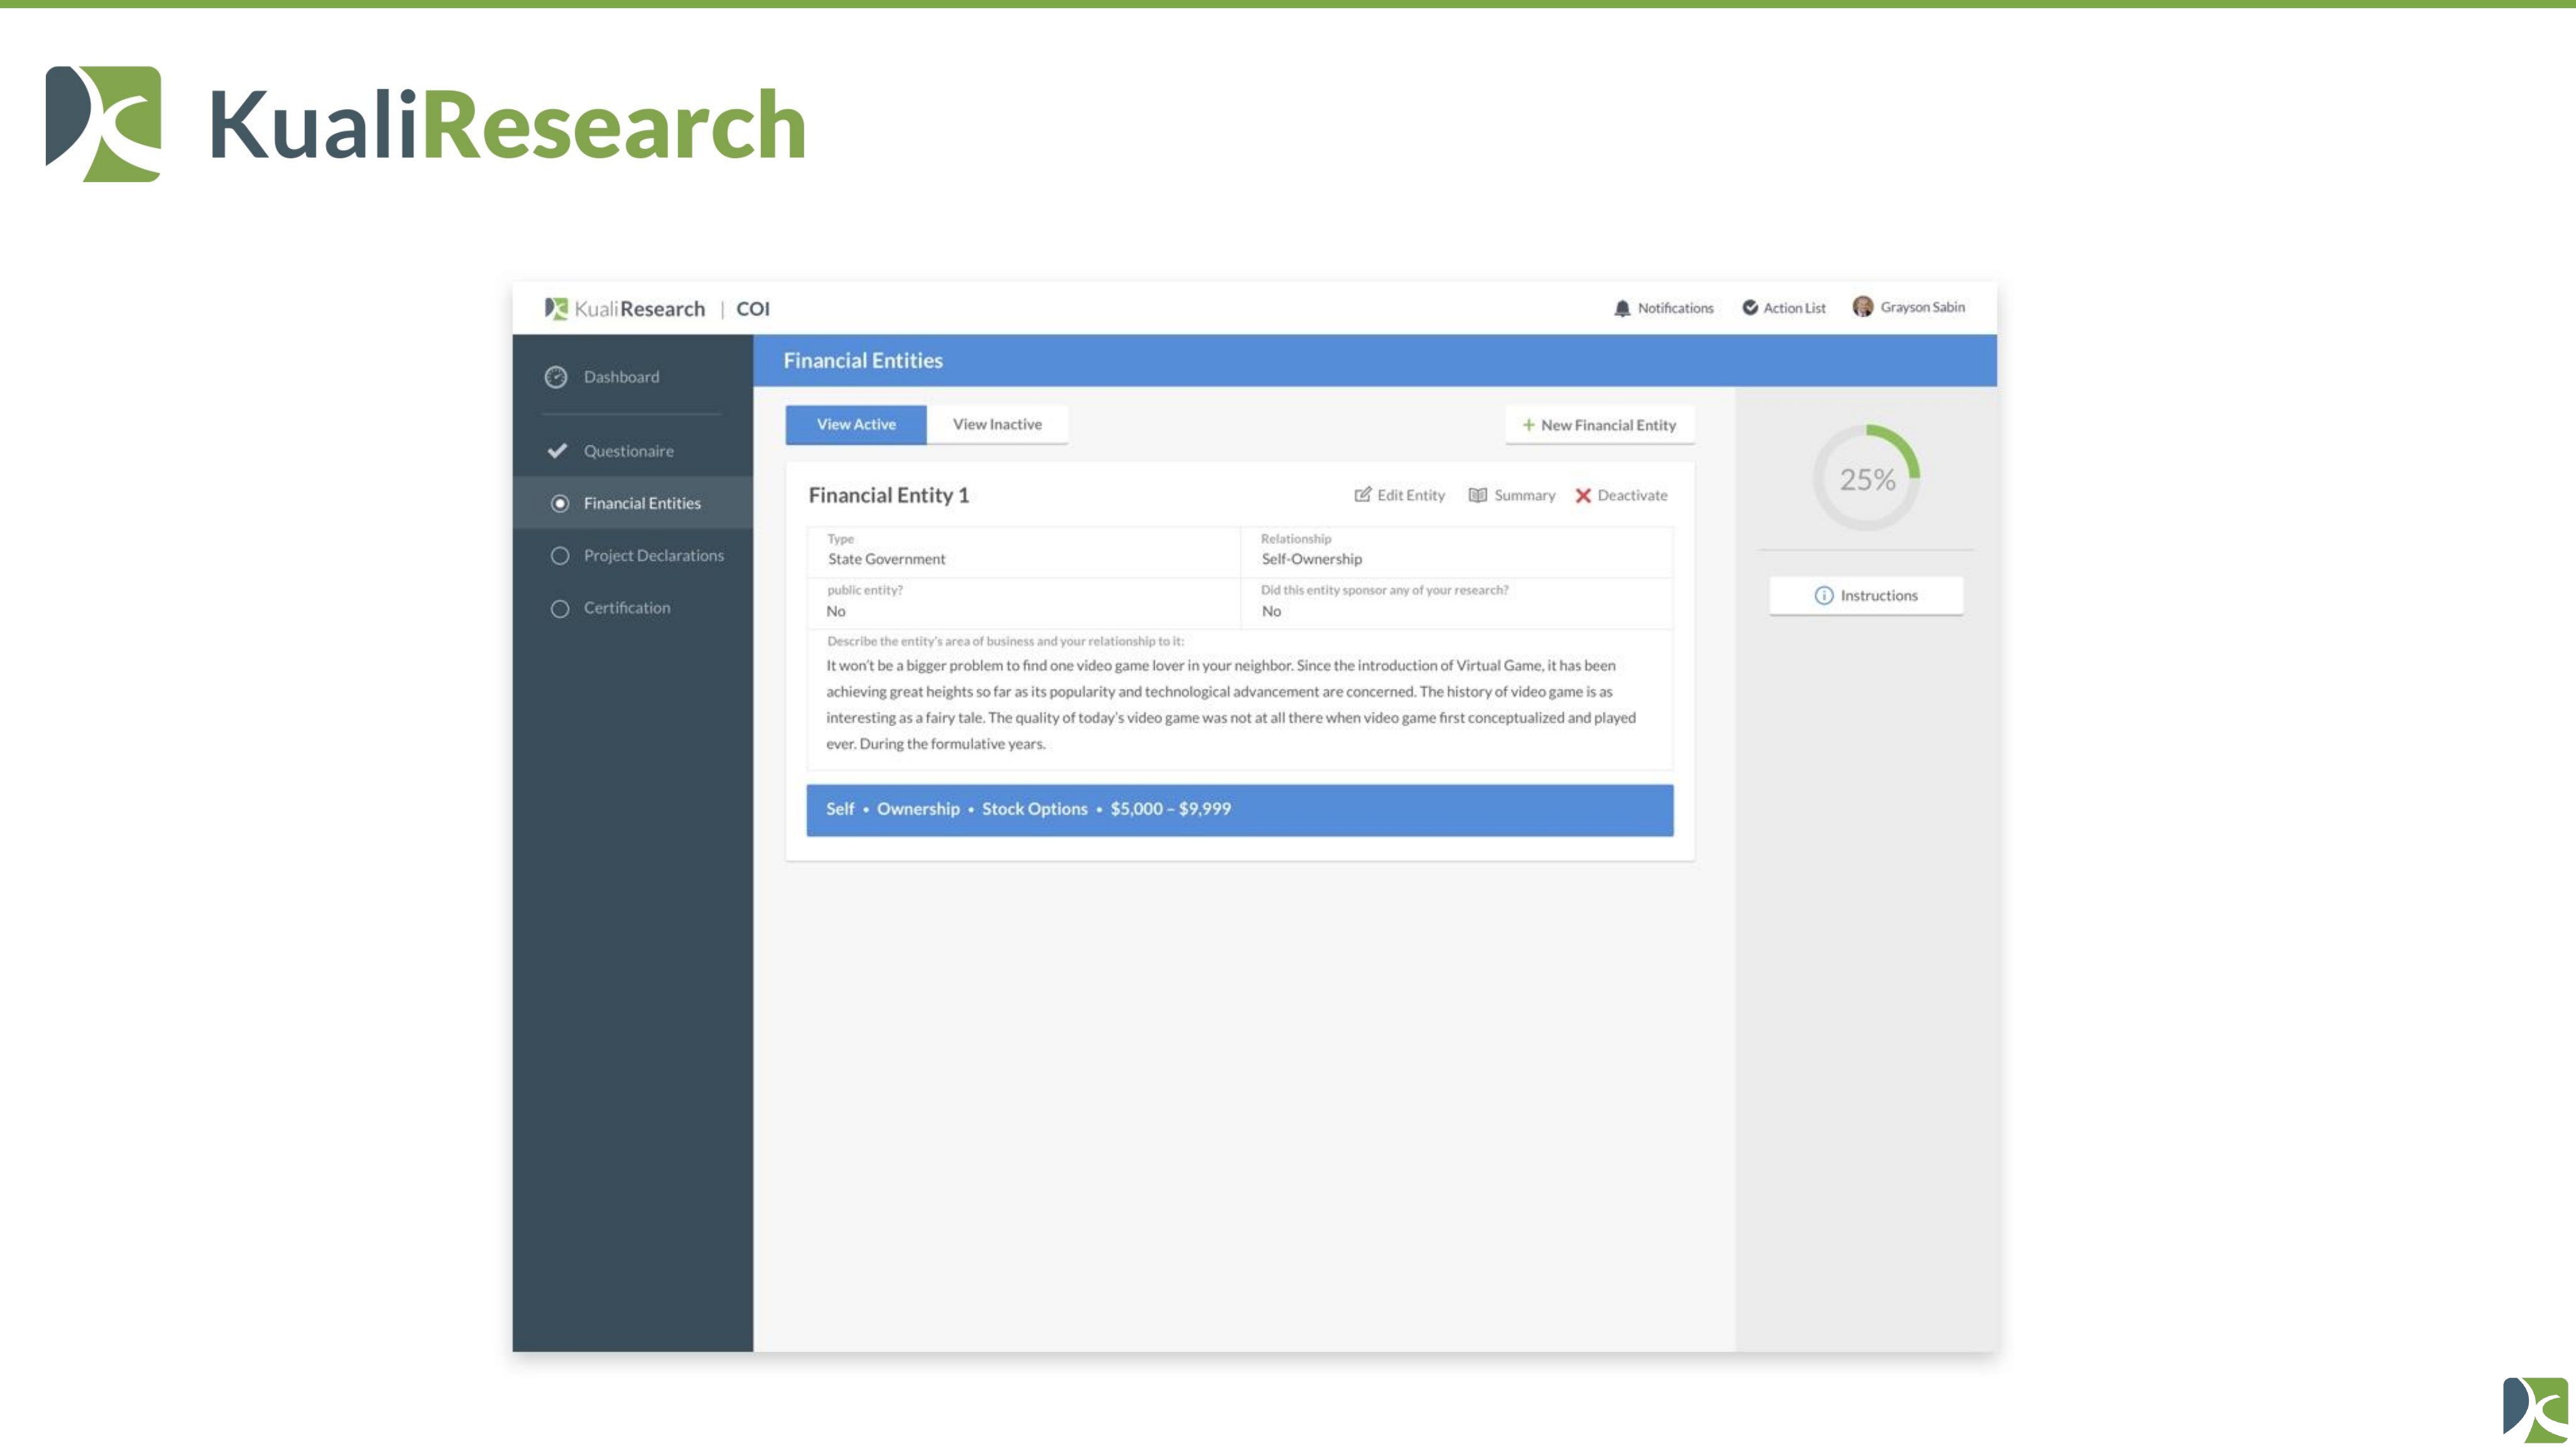 KualiResearch
KualiResearch | COI
Notifications
Action List
Grayson Sabin
Dashboard
Questionaire
Financial Entities
Project Declarations
Certification
Financial Entities
View Active
View Inactive
+ New Financial Entity
Financial Entity 1
Edit Entity
Summary
Deactivate
Type
State Government
Relationship
Self-Ownership
public entity?
No
Did this entity sponsor any of your research?
No
Describe the entity's area of business and your relationship to it:
It won't be a bigger problem to find one video game lover in your neighbor. Since the introduction of Virtual Game, it has been
achieving great heights so far as its popularity and technological advancement are concerned. The history of video game is as
interesting as a fairy tale. The quality of today's video game was not at all there when video game first conceptualized and played
ever. During the formulative years.
Self • Ownership • Stock Options • $5,000 – $9,999
25%
Instructions